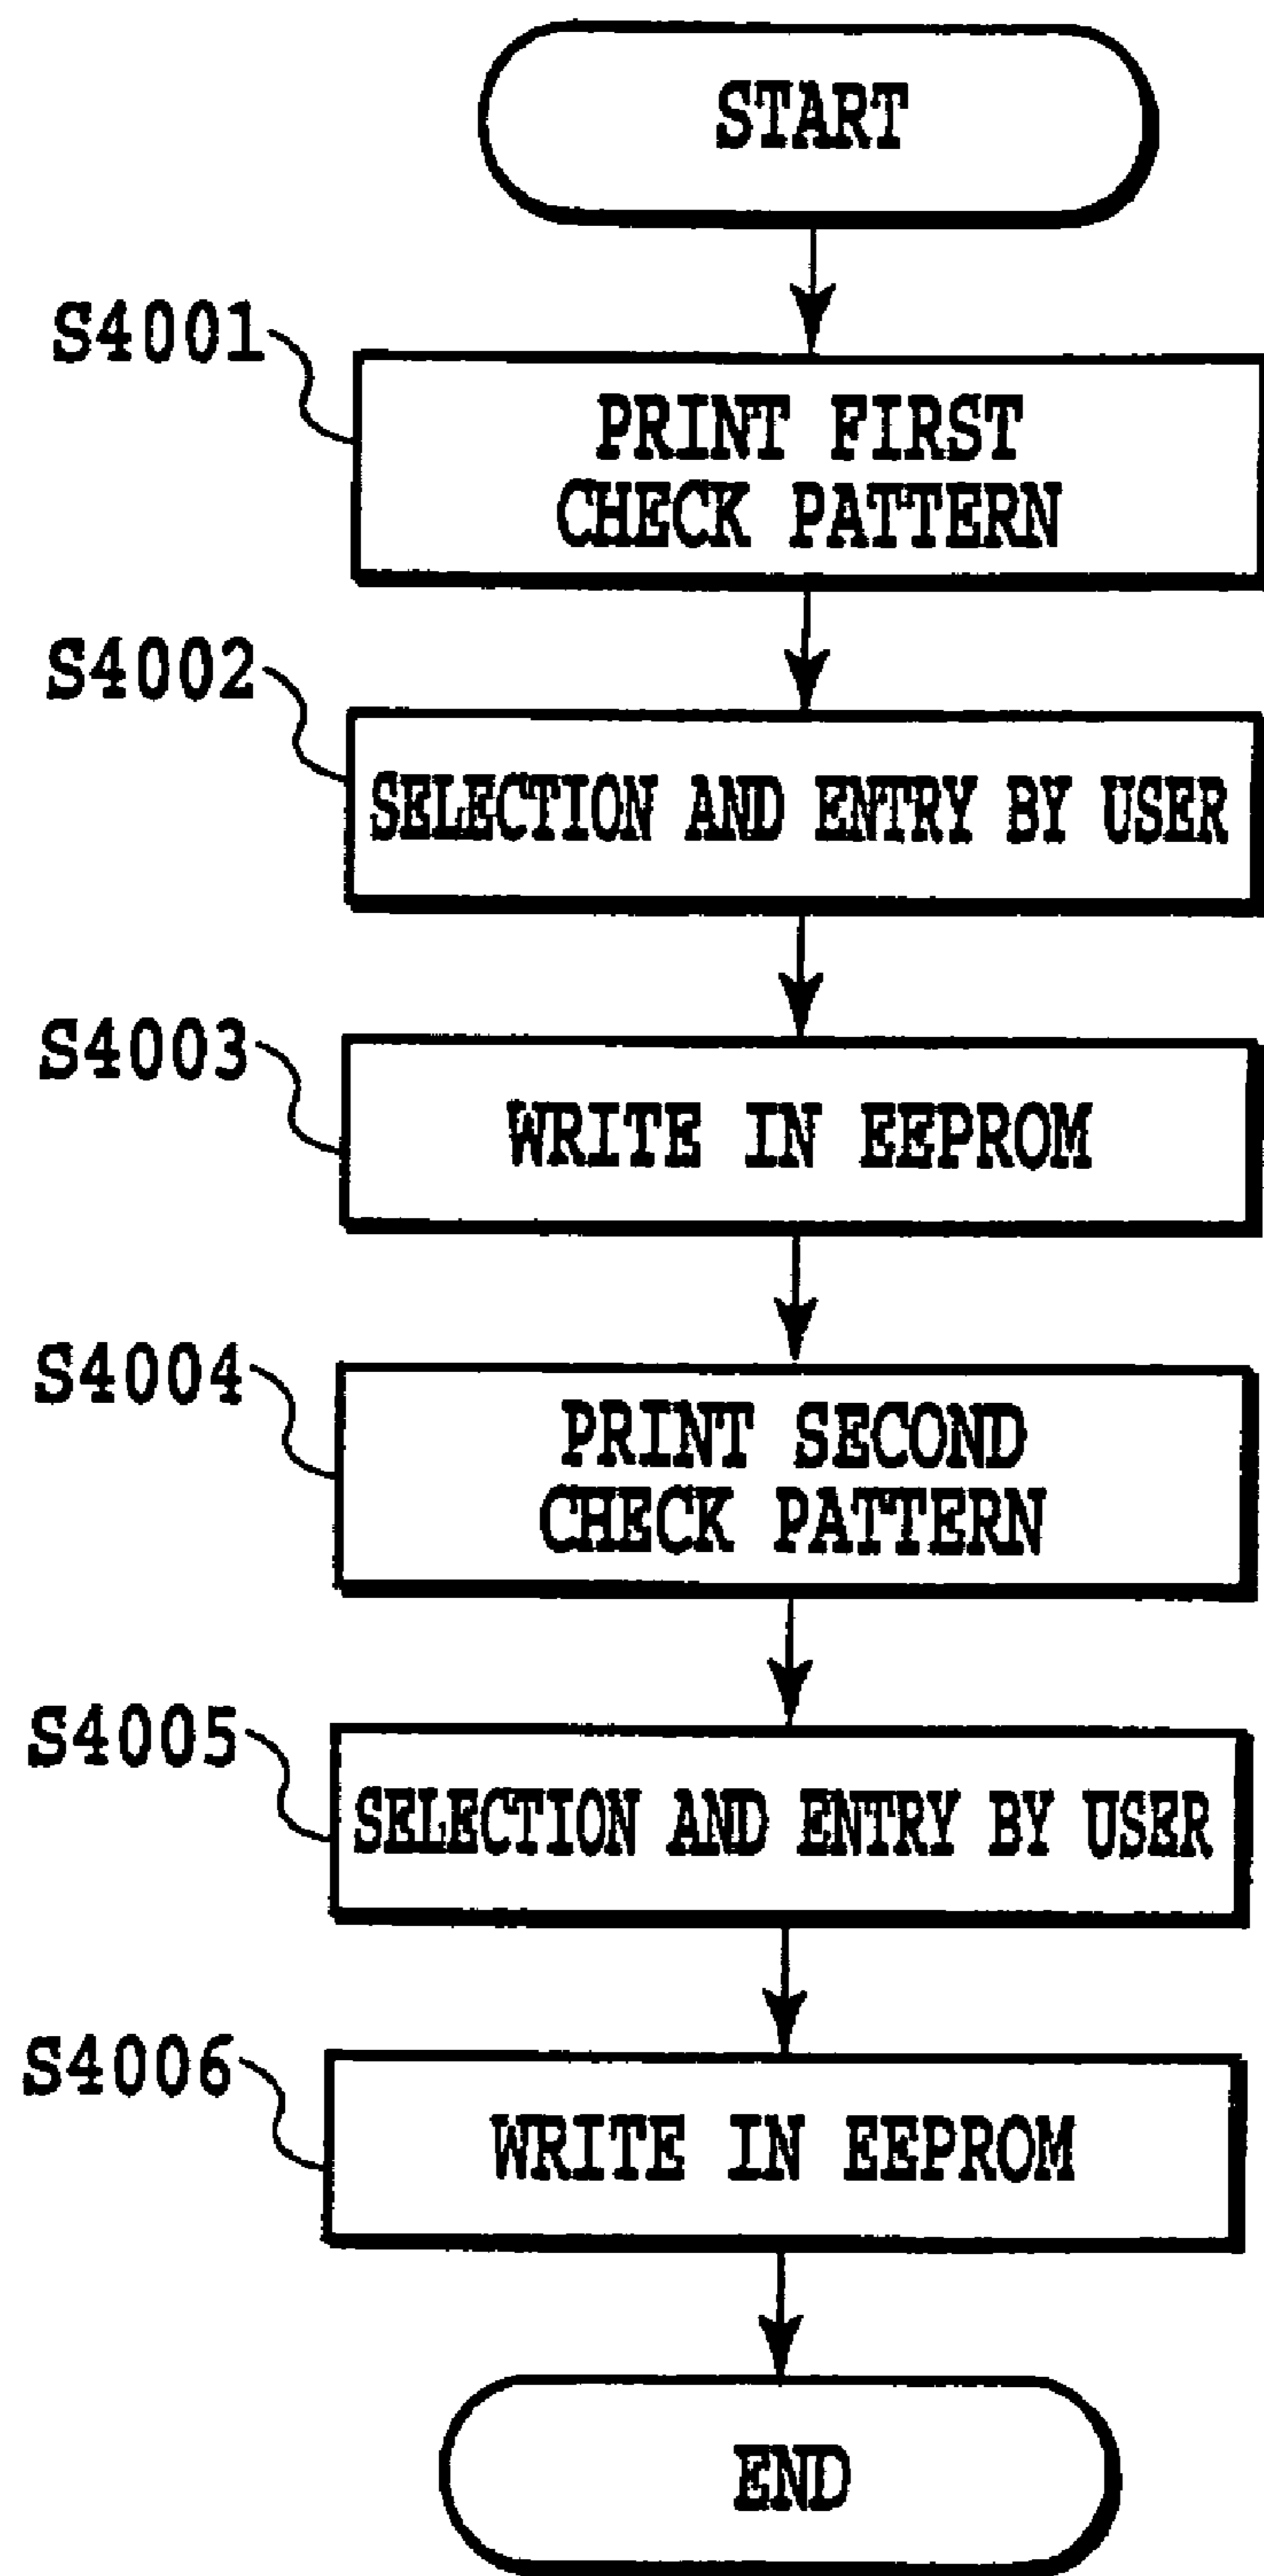 START
S4001
PRINT FIRST
CHECK PATTERN
S4002
SELECTION AND ENTRY BY USER
S4003
WRITE IN EEPROM
S4004
PRINT SECOND
CHECK PATTERN
S4005
SELECTION AND ENTRY BY USER
S4006
WRITE IN EEPROM
END